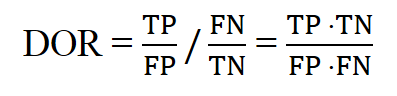 DOR = TP/FP / FN/TN = TP ·TN/FP ·FN